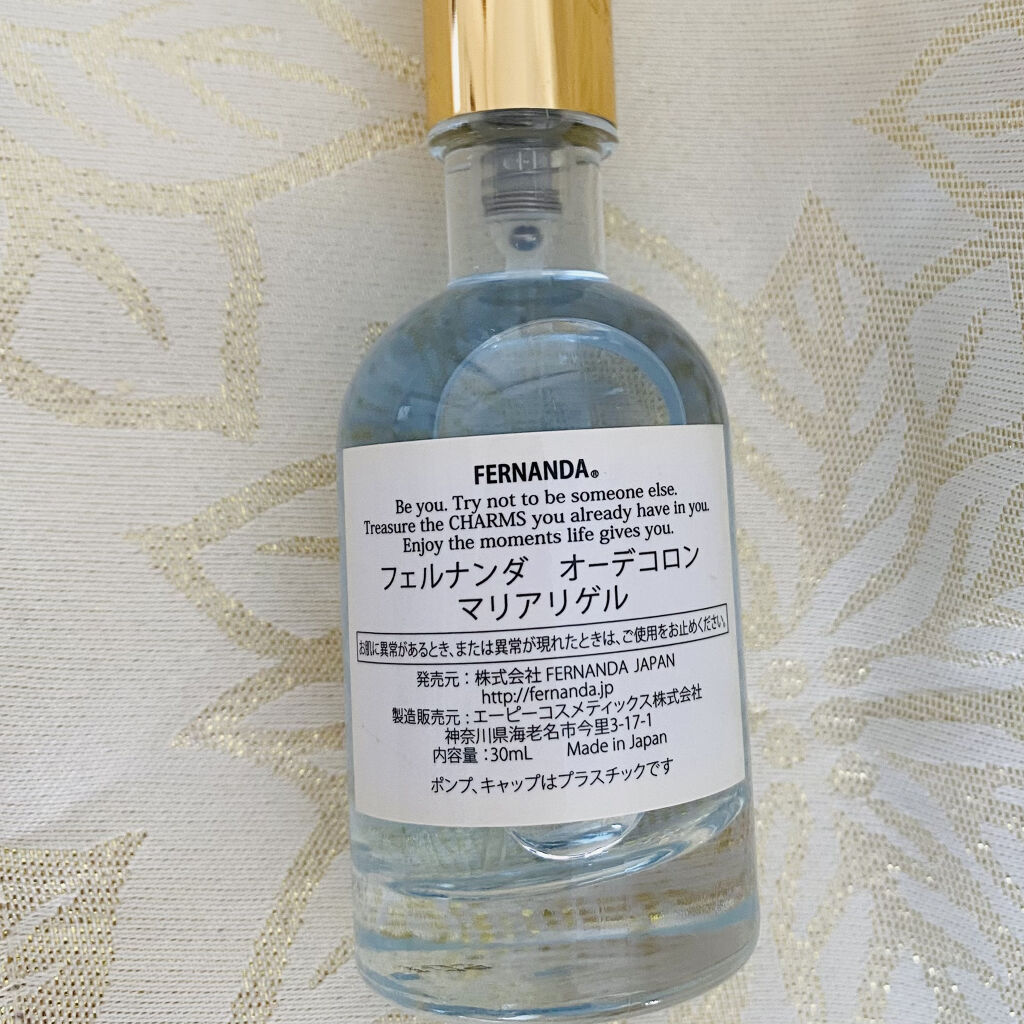 FERNANDA®
Be you. Try not to be someone else.
Treasure the CHARMS you already have in you.
Enjoy the moments life gives you.
フェルナンダ　オーデコロン
マリアリゲル
お肌に異常があるとき、または異常が現れたときは、ご使用をお止めください。
発売元：株式会社 FERNANDA JAPAN
http://fernanda.jp
製造販売元：エーピーコスメティックス株式会社
神奈川県海老名市今里3-17-1
内容量：30mL　Made in Japan
ポンプ、キャップはプラスチックです